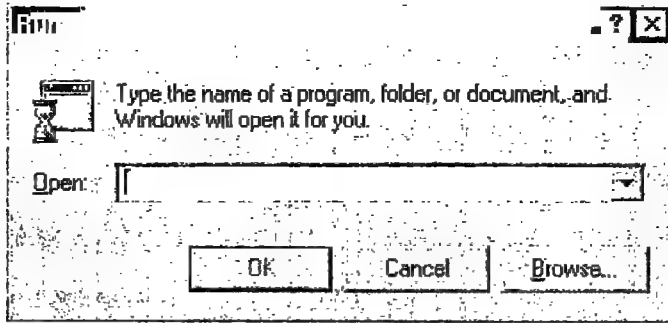 Run
? X
Type the name of a program, folder, or document, and
Windows will open it for you.
Open:
OK Cancel Browse...